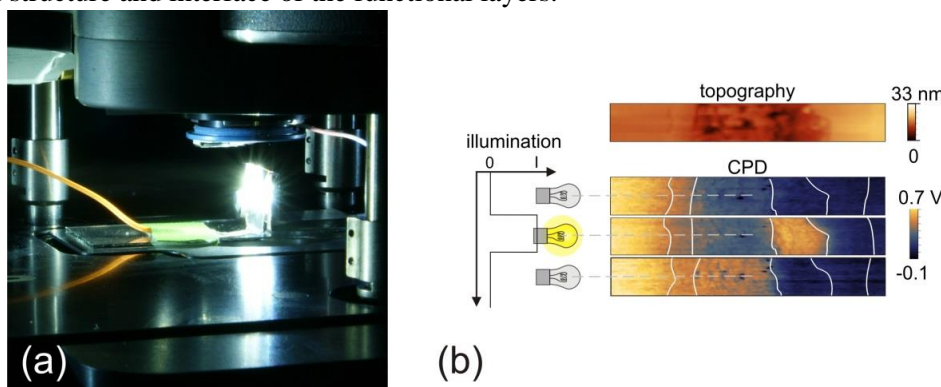 structure and interface of the functional layers.
topography
33 nm
0
illumination
0 I
CPD
0.7 V
-0.1
(a)
(b)